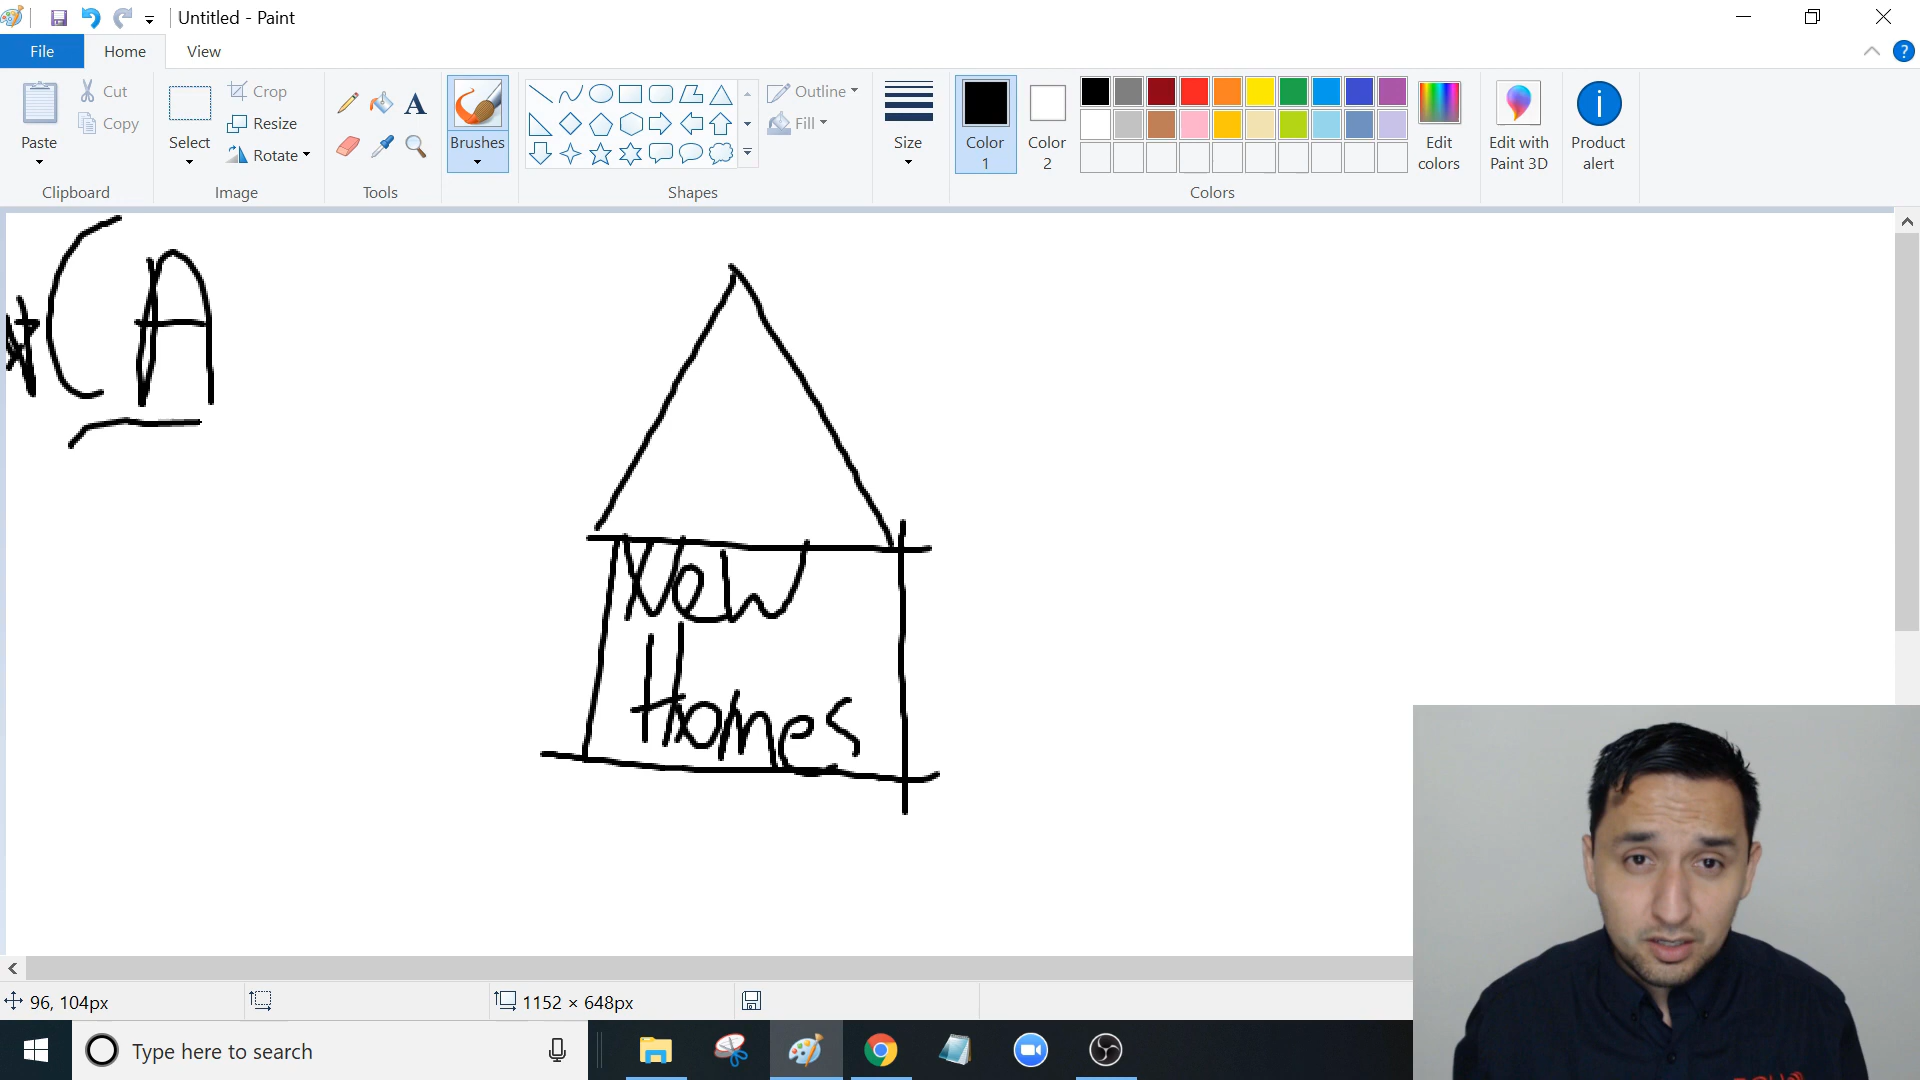 Untitled - Paint
File Home View
Paste
Cut
Copy
Clipboard
Select
Crop
Resize
Rotate
Image
Tools
Brushes
Shapes
Outline
Fill
Size
Color 1
Color 2
Colors
Edit colors
Edit with Paint 3D
Product alert
CA
New
Homes
96, 104px
1152 × 648px
Type here to search